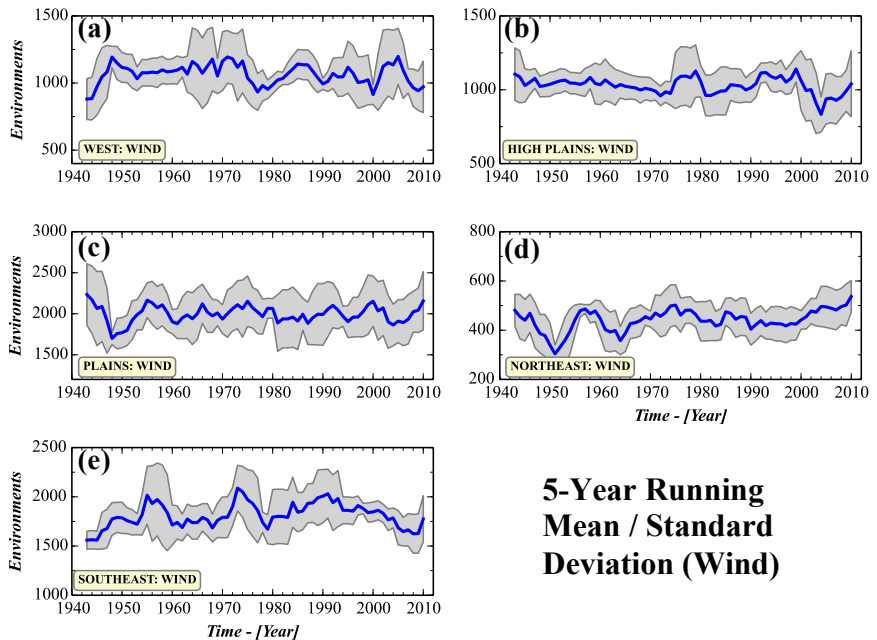 (a)
Environments
1500
1000
500
WEST: WIND
1940 1950 1960 1970 1980 1990 2000 2010
(b)
1500
1000
500
HIGH PLAINS: WIND
1940 1950 1960 1970 1980 1990 2000 2010
(c)
Environments
3000
2500
2000
1500
PLAINS: WIND
1940 1950 1960 1970 1980 1990 2000 2010
(d)
800
600
400
200
NORTHEAST: WIND
1940 1950 1960 1970 1980 1990 2000 2010
Time - [Year]
(e)
Environments
2500
2000
1500
1000
SOUTHEAST: WIND
1940 1950 1960 1970 1980 1990 2000 2010
Time - [Year]
5-Year Running
Mean / Standard
Deviation (Wind)